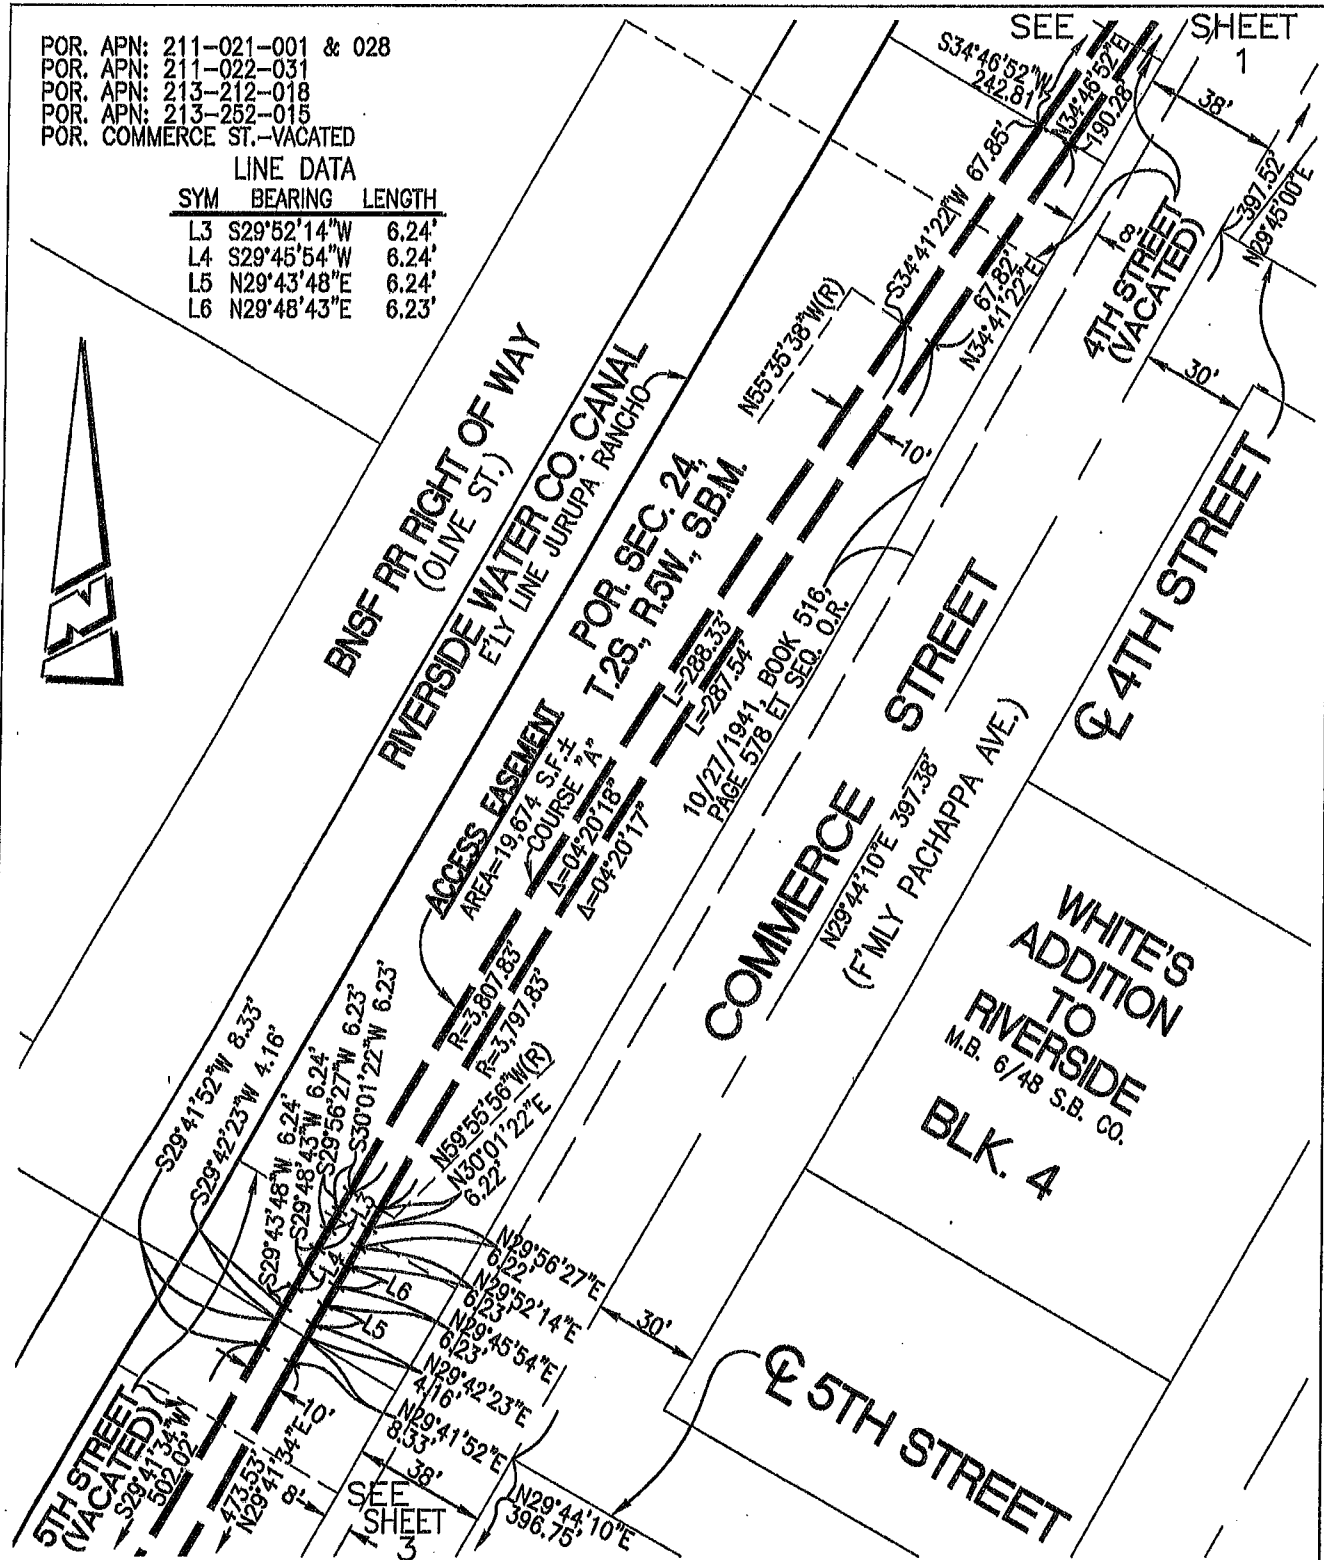 POR. APN: 211-021-001 & 028
POR. APN: 211-022-031
POR. APN: 213-212-018
POR. APN: 213-252-015
POR. COMMERCE ST.-VACATED
LINE DATA
SYM BEARING LENGTH
L3 S29°52'14"W 6.24'
L4 S29°45'54"W 6.24'
L5 N29°43'48"E 6.24'
L6 N29°48'43"E 6.23'
SEE SHEET
1
S34°46'52"W
242.81'
N34°46'52"E
190.28'
38'
397.52'
N29°45'00"E
S34°41'22"W 67.85'
67.82'
N34°41'22"E
8'
4TH STREET
(VACATED)
30'
N55°35'38"W(R)
10'
BNSF RR RIGHT OF WAY
(OLIVE ST.)
RIVERSIDE WATER CO. CANAL
E'LY LINE JURUPA RANCHO
POR. SEC. 24,
T.2S., R.5W., S.B.M.
L=288.33'
L=287.54'
10/27/1941, BOOK 516,
PAGE 578 ET SEQ. O.R.
ACCESS EASEMENT
AREA=19,674 S.F.±
COURSE "A"
Δ=04°20'18"
Δ=04°20'17"
R=3,807.83'
R=3,797.83'
COMMERCE STREET
N29°44'10"E 397.38'
(F'MLY PACHAPPA AVE.)
CL 4TH STREET
WHITE'S
ADDITION
TO
RIVERSIDE
M.B. 6/48 S.B. CO.
BLK. 4
S29°41'52"W 8.33'
S29°42'23"W 4.16'
S29°43'48"W 6.24'
S29°48'43"W 6.24'
S29°56'27"W 6.23'
S30°01'22"W 6.23'
N59°55'56"W(R)
N30°01'22"E
6.22'
L3
L4
L6
L5
N29°56'27"E
6.22'
N29°52'14"E
6.23'
N29°45'54"E
6.23'
N29°42'23"E
4.16'
N29°41'52"E
8.33'
30'
CL 5TH STREET
5TH STREET
(VACATED)
S29°41'34"W
502.02'
473.53'
N29°41'34"E
10'
8'
38'
SEE
SHEET
3
N29°44'10"E
396.75'